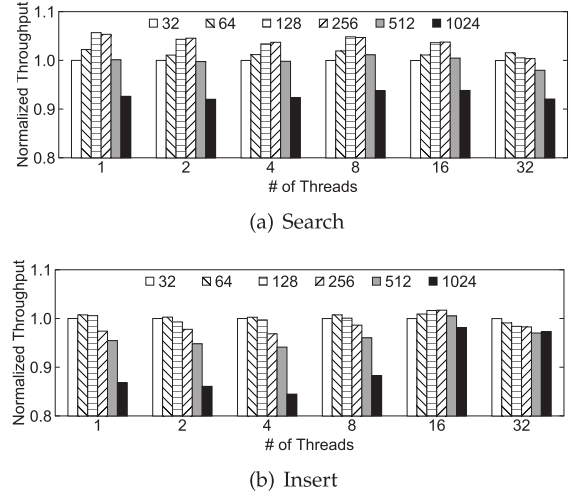 1.1
1.0
0.9
0.8
Normalized Throughput
32 64 128 256 512 1024
1 2 4 8 16 32
# of Threads
(a) Search
1.1
1.0
0.9
0.8
Normalized Throughput
32 64 128 256 512 1024
1 2 4 8 16 32
# of Threads
(b) Insert